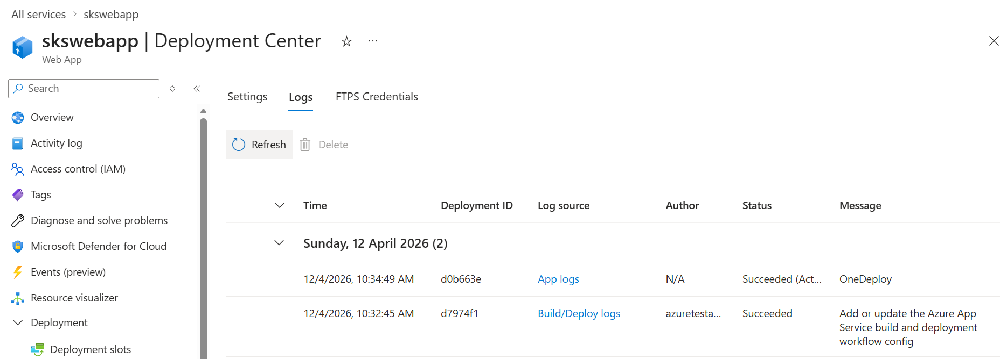 All services > skswebapp
skswebapp | Deployment Center
Web App
Search
Overview
Activity log
Access control (IAM)
Tags
Diagnose and solve problems
Microsoft Defender for Cloud
Events (preview)
Resource visualizer
Deployment
Deployment slots
Settings Logs FTPS Credentials
Refresh Delete
Time Deployment ID Log source Author Status Message
Sunday, 12 April 2026 (2)
12/4/2026, 10:34:49 AM d0b663e App logs N/A Succeeded (Act... OneDeploy
12/4/2026, 10:32:45 AM d7974f1 Build/Deploy logs azuretesta... Succeeded Add or update the Azure App
Service build and deployment
workflow config